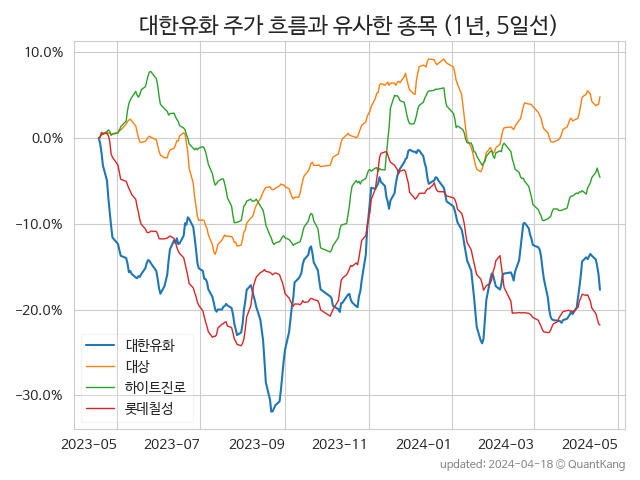 대한유화 주가 흐름과 유사한 종목 (1년, 5일선)
10.0%
0.0%
−10.0%
−20.0%
−30.0%
대한유화
대상
하이트진로
롯데칠성
2023-05 2023-07 2023-09 2023-11 2024-01 2024-03 2024-05
updated: 2024-04-18 © QuantKang